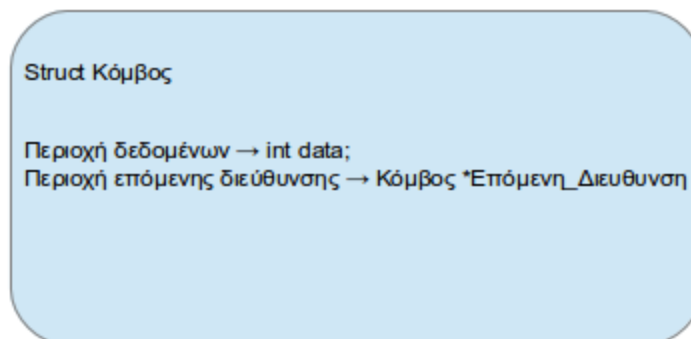 Struct Κόμβος
Περιοχή δεδομένων → int data;
Περιοχή επόμενης διεύθυνσης → Κόμβος *Επόμενη_Διευθυνση